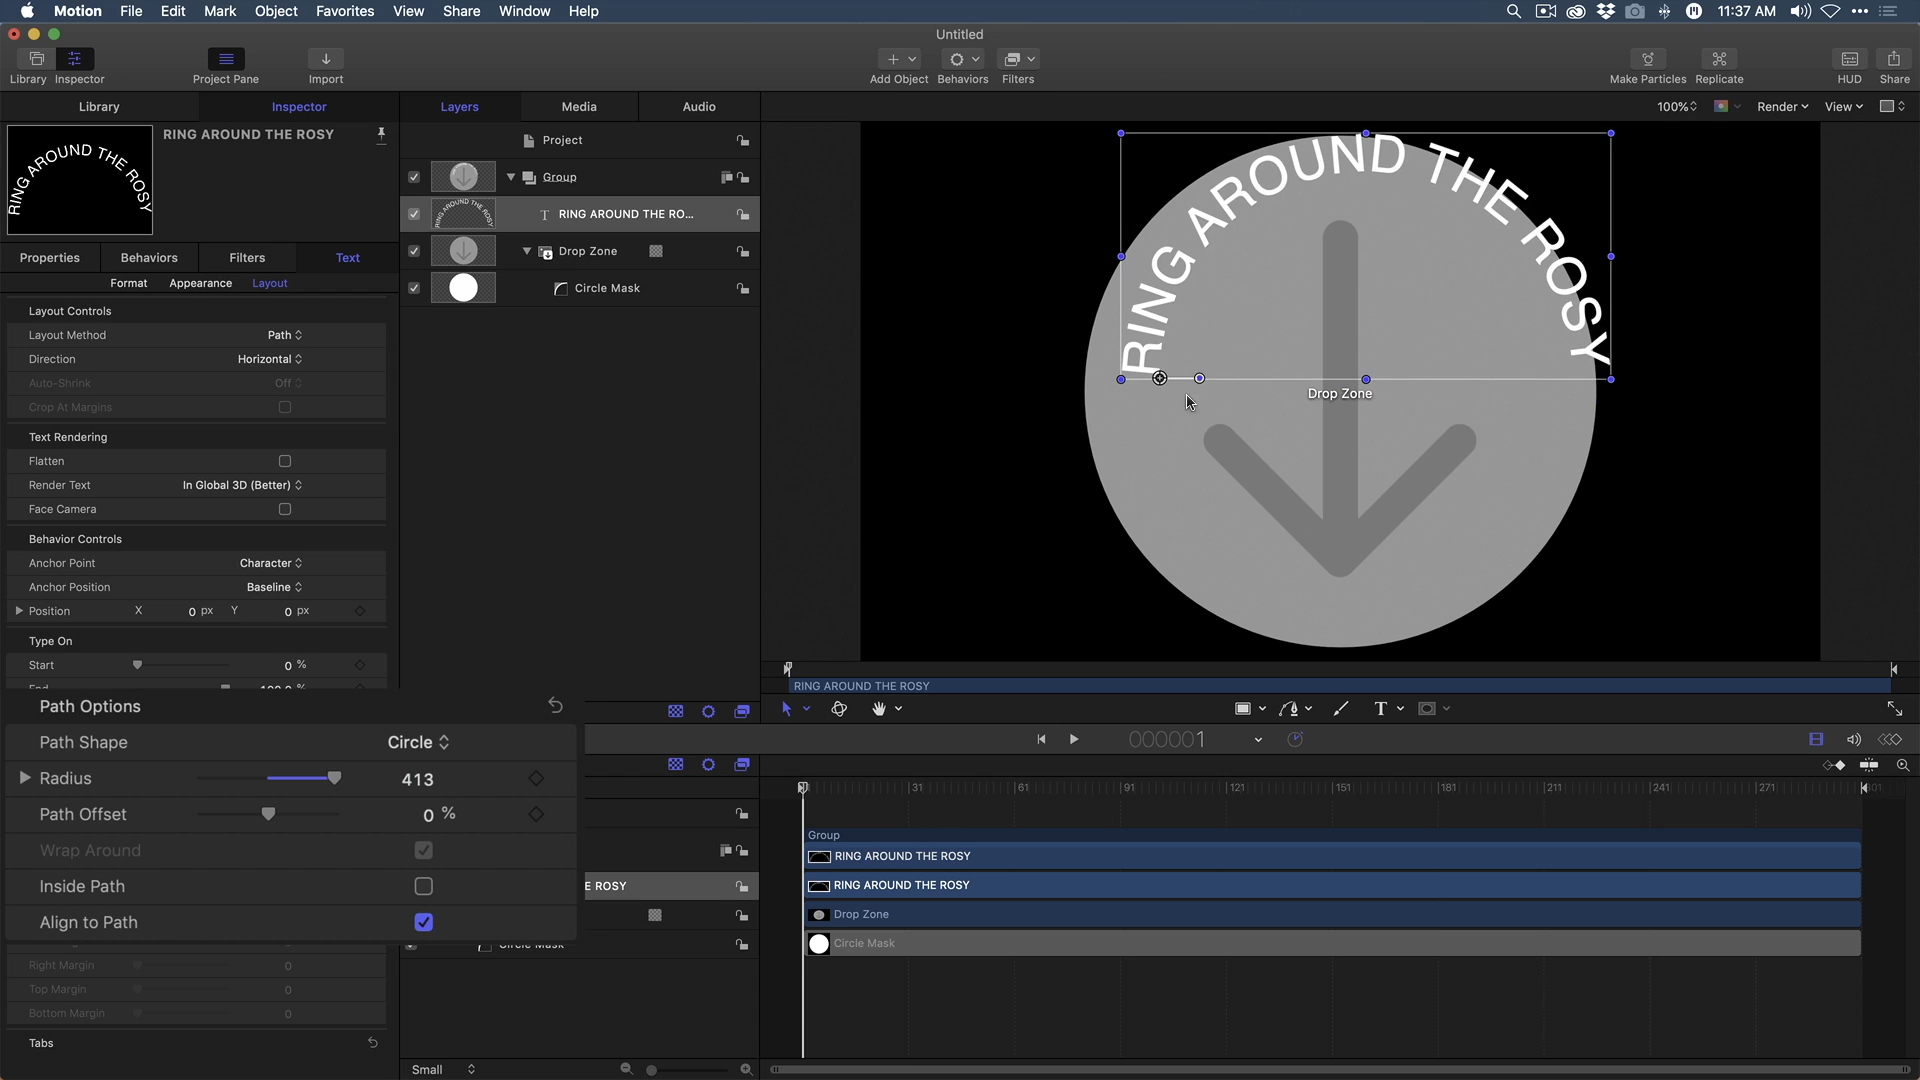 Motion File Edit Mark Object Favorites View Share Window Help 11:37 AM
Untitled
Library Inspector Project Pane Import Add Object Behaviors Filters Make Particles Replicate HUD Share
Library Inspector Layers Media Audio 100% Render View
RING AROUND THE ROSY
RING AROUND THE ROSY
Project
Group
RING AROUND THE ROSY
RING AROUND THE RO...
Drop Zone
Circle Mask
Properties Behaviors Filters Text
Format Appearance Layout
Layout Controls
Layout Method Path
Direction Horizontal
Auto-Shrink Off
Crop At Margins
Text Rendering
Flatten
Render Text In Global 3D (Better)
Face Camera
Behavior Controls
Anchor Point Character
Anchor Position Baseline
Position X 0 px Y 0 px
Type On
Start 0 %
RING AROUND THE ROSY
Drop Zone
RING AROUND THE ROSY
T
000001
Path Options
Path Shape Circle
Radius 413
Path Offset 0 %
Wrap Around
Inside Path
Align to Path
Right Margin 0
Top Margin 0
Bottom Margin 0
Tabs
E ROSY
Circle Mask
Small
31 61 91 121 151 181 211 241 271 301
Group
RING AROUND THE ROSY
RING AROUND THE ROSY
Drop Zone
Circle Mask